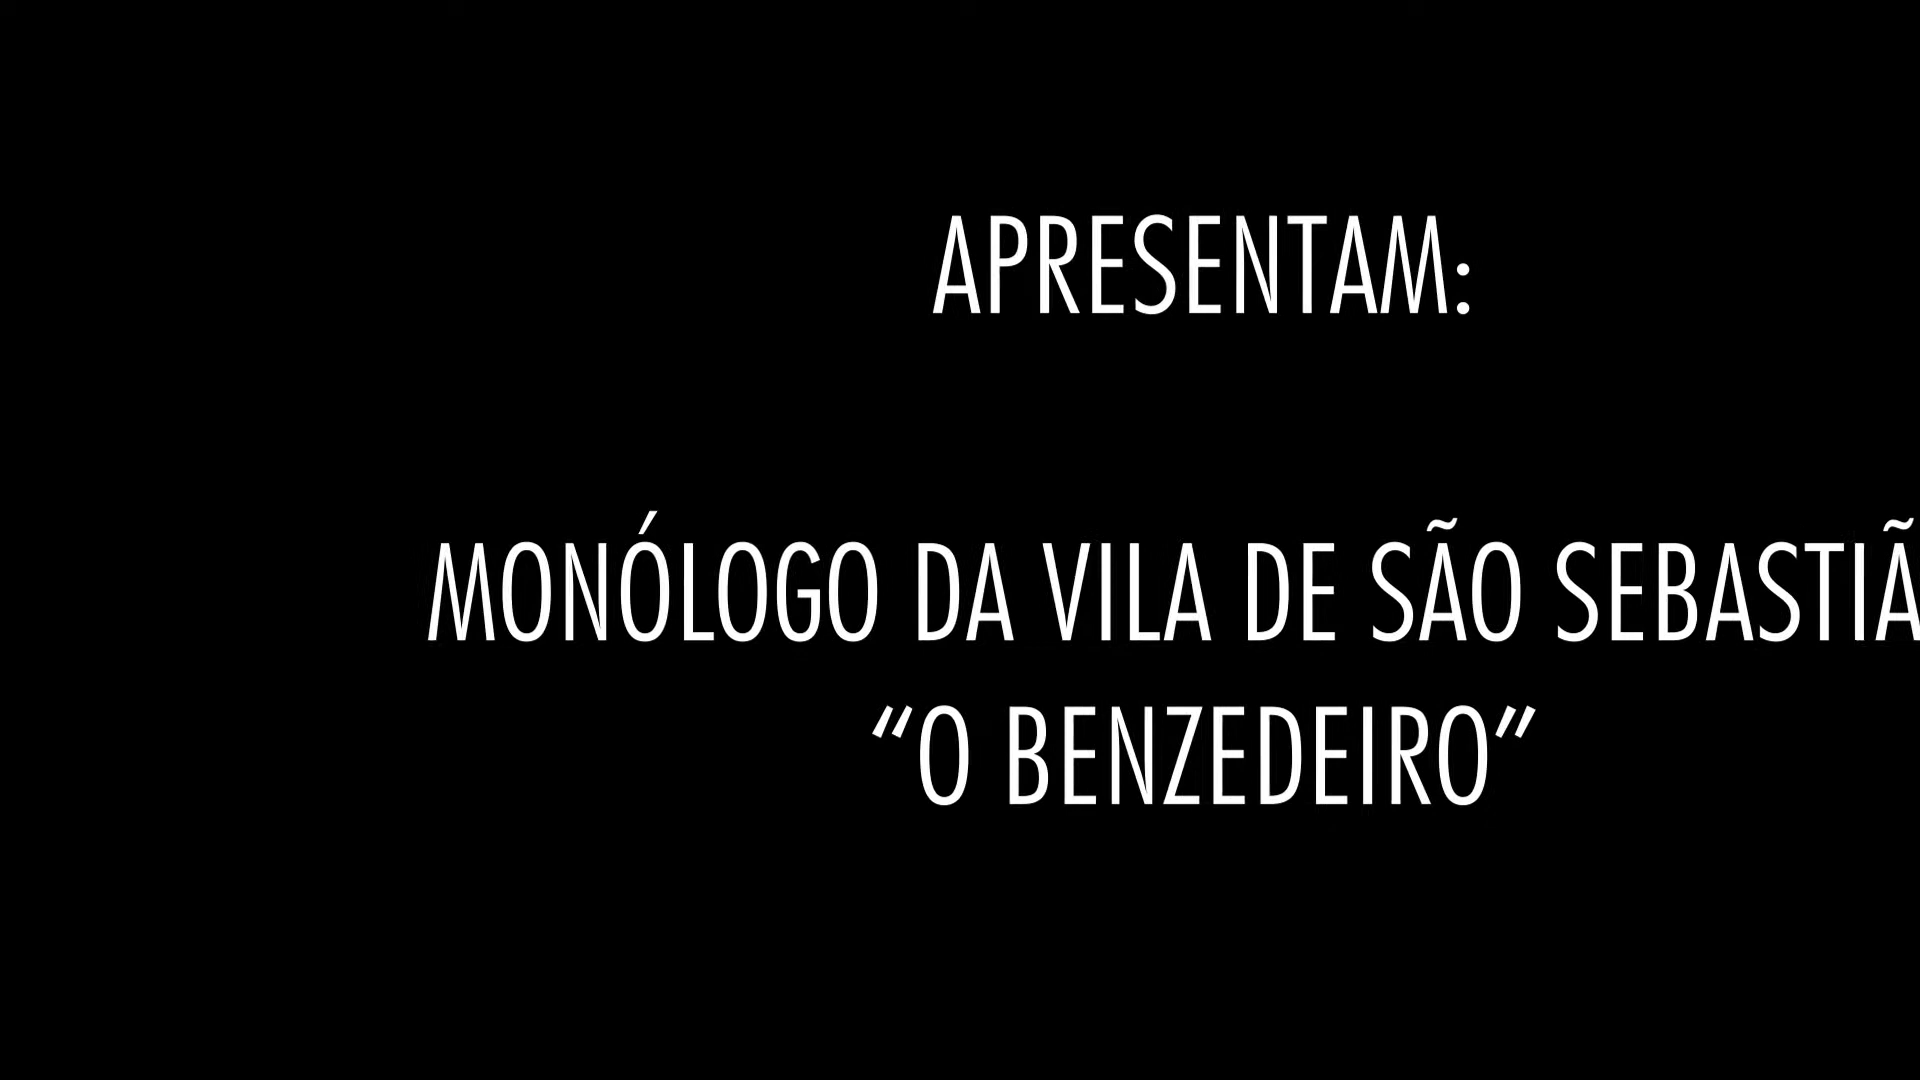 APRESENTAM:
MONÓLOGO DA VILA DE SÃO SEBASTIÃ
“O BENZEDEIRO”